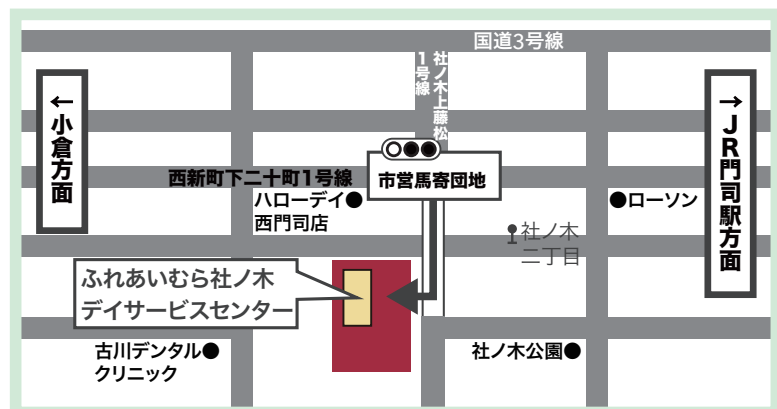 国道3号線
社ノ木上藤松
1号線
←小倉方面
→JR門司駅方面
西新町下二十町1号線
市営馬寄団地
ハローデイ●
西門司店
●ローソン
社ノ木
二丁目
ふれあいむら社ノ木
デイサービスセンター
古川デンタル●
クリニック
社ノ木公園●